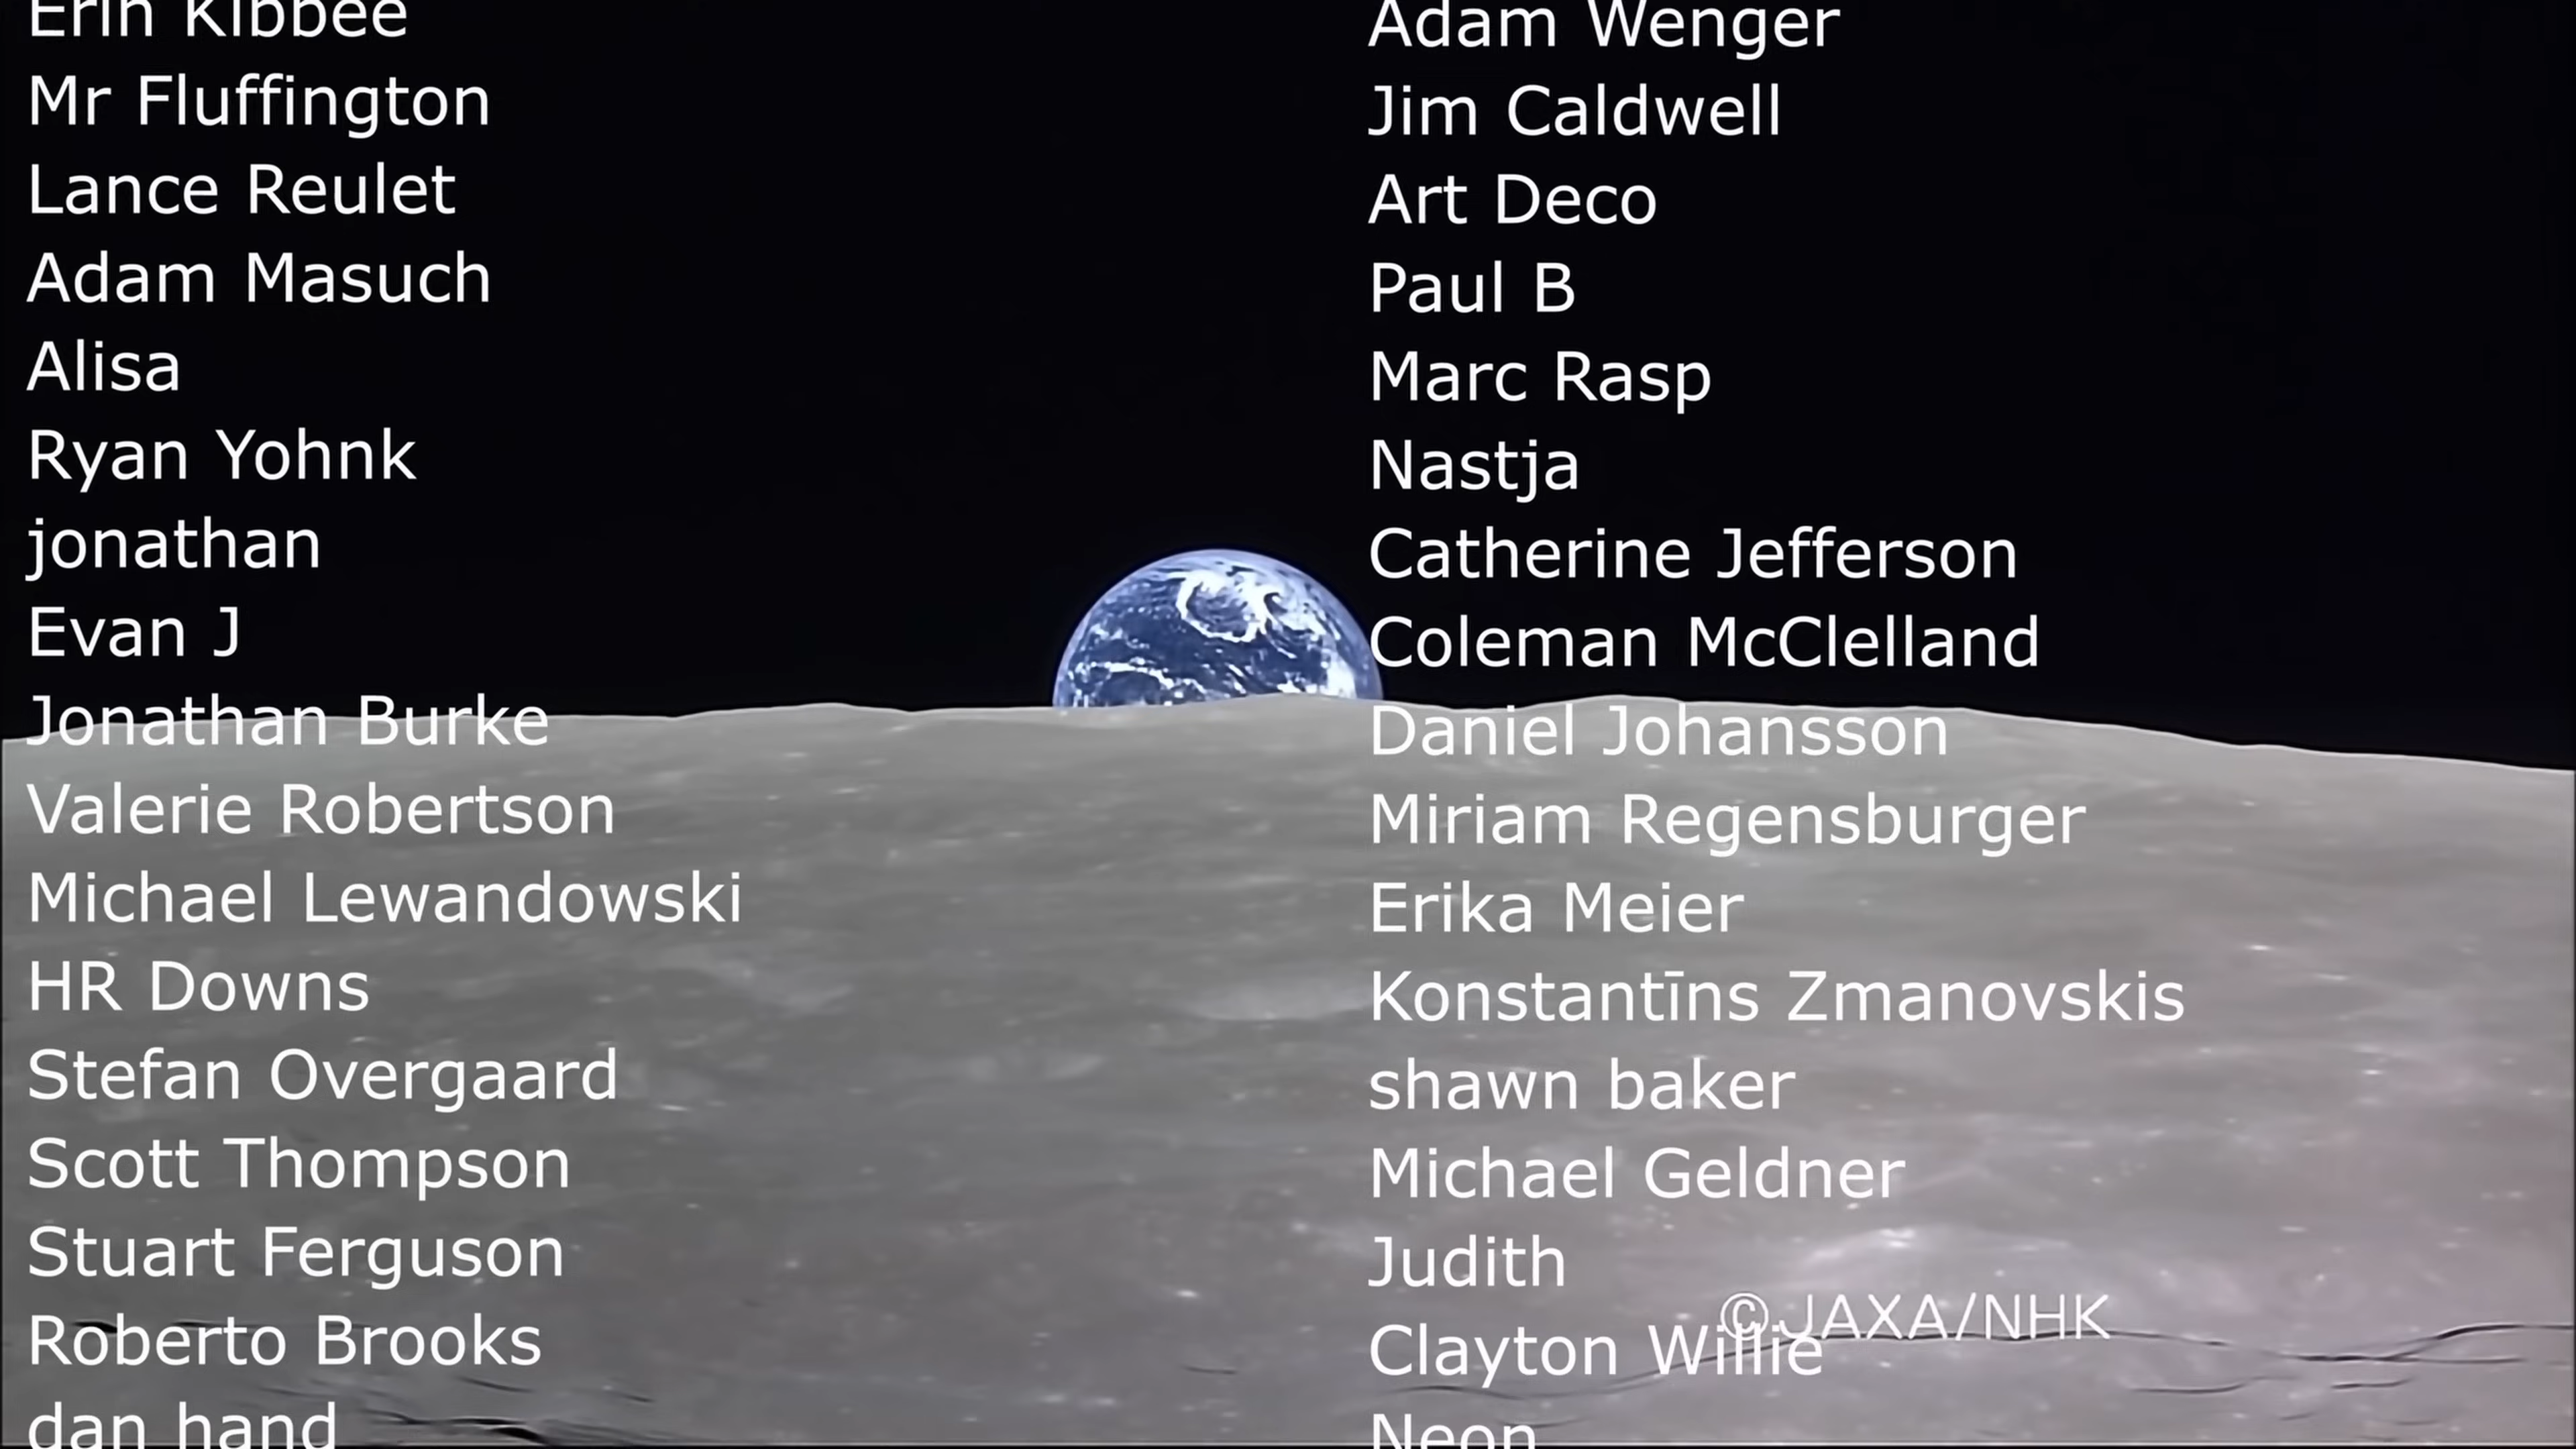 Erin Kibbee
Mr Fluffington
Lance Reulet
Adam Masuch
Alisa
Ryan Yohnk
jonathan
Evan J
Jonathan Burke
Valerie Robertson
Michael Lewandowski
HR Downs
Stefan Overgaard
Scott Thompson
Stuart Ferguson
Roberto Brooks
dan hand
Adam Wenger
Jim Caldwell
Art Deco
Paul B
Marc Rasp
Nastja
Catherine Jefferson
Coleman McClelland
Daniel Johansson
Miriam Regensburger
Erika Meier
Konstantīns Zmanovskis
shawn baker
Michael Geldner
Judith
©JAXA/NHK
Clayton Willie
Neon